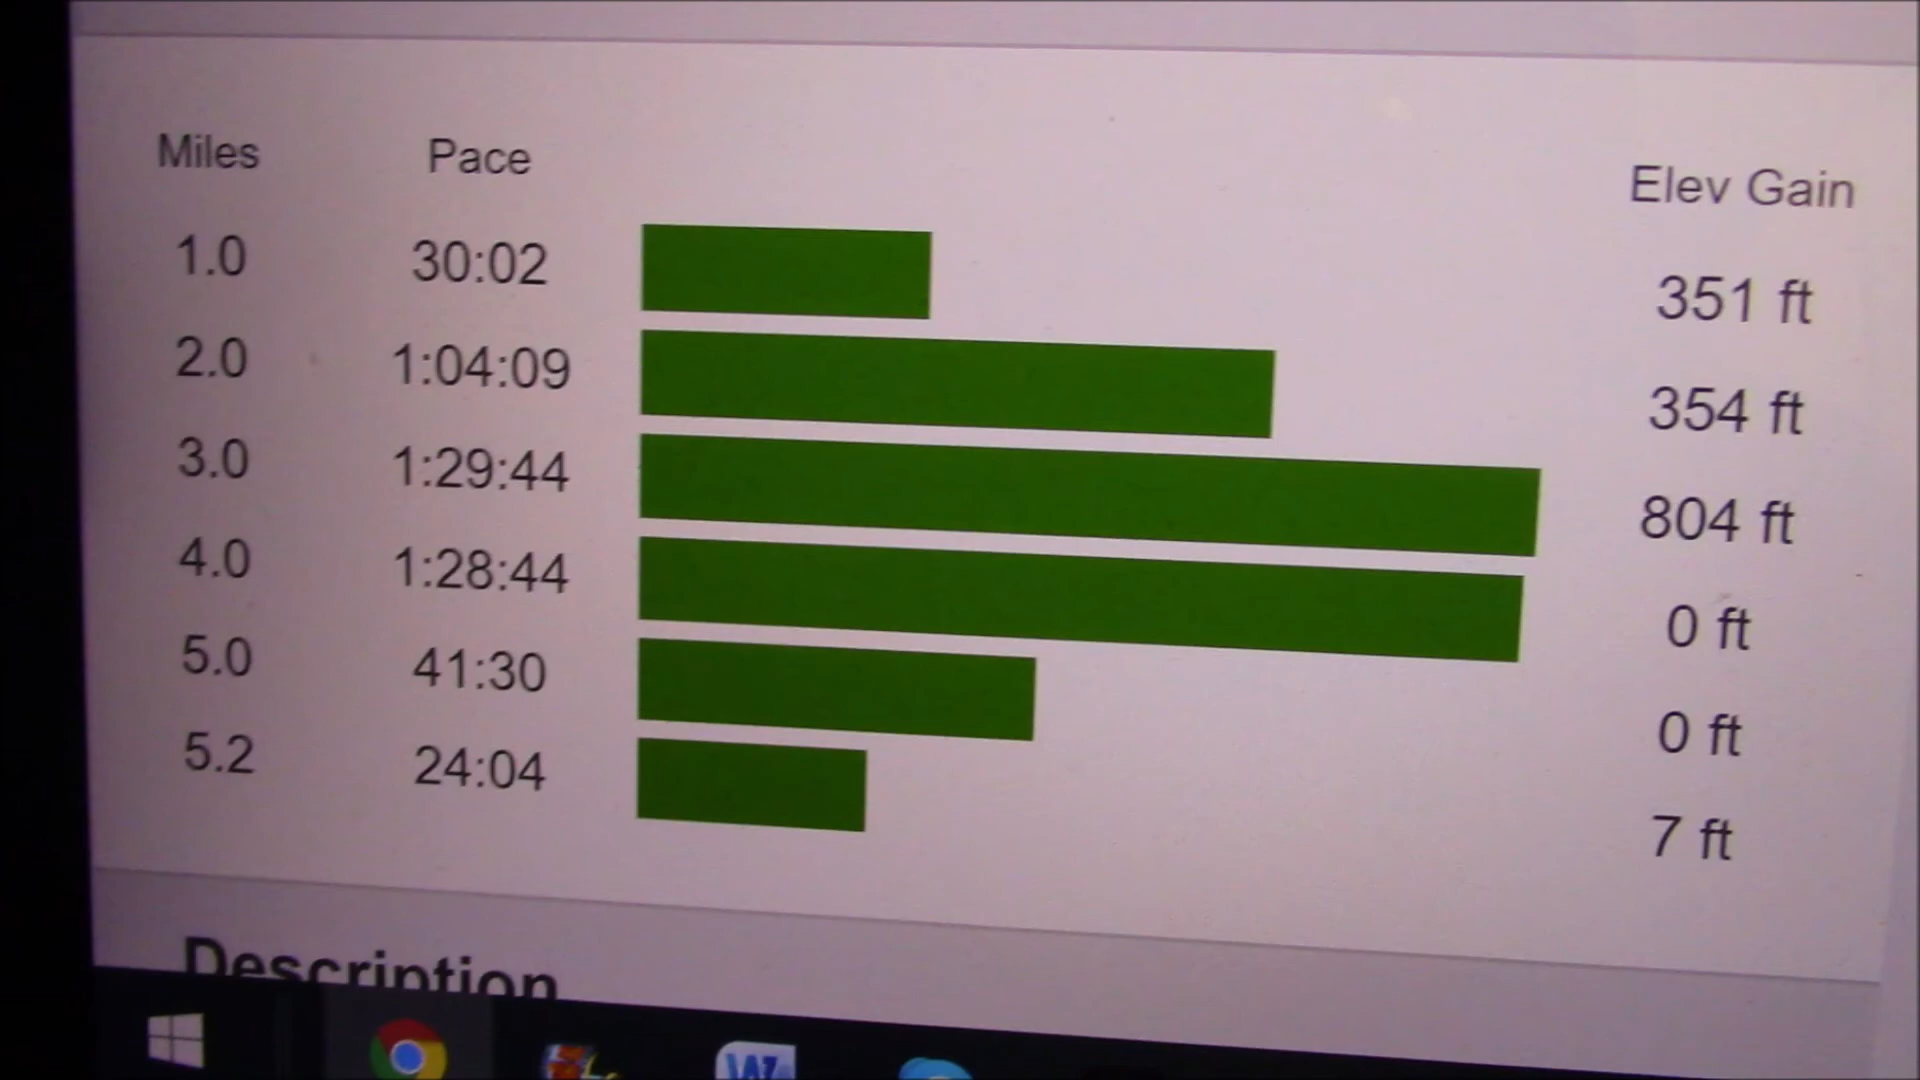 Miles Pace Elev Gain
1.0 30:02 351 ft
2.0 1:04:09 354 ft
3.0 1:29:44 804 ft
4.0 1:28:44 0 ft
5.0 41:30 0 ft
5.2 24:04 7 ft
Description